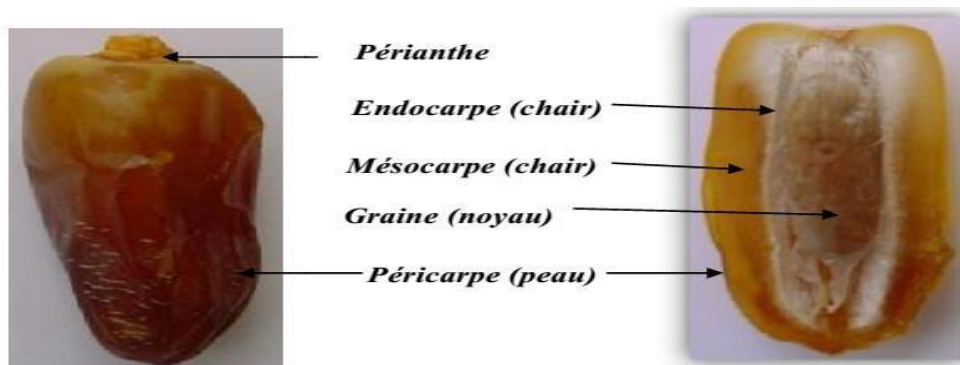 Périanthe
Endocarpe (chair)
Mésocarpe (chair)
Graine (noyau)
Péricarpe (peau)